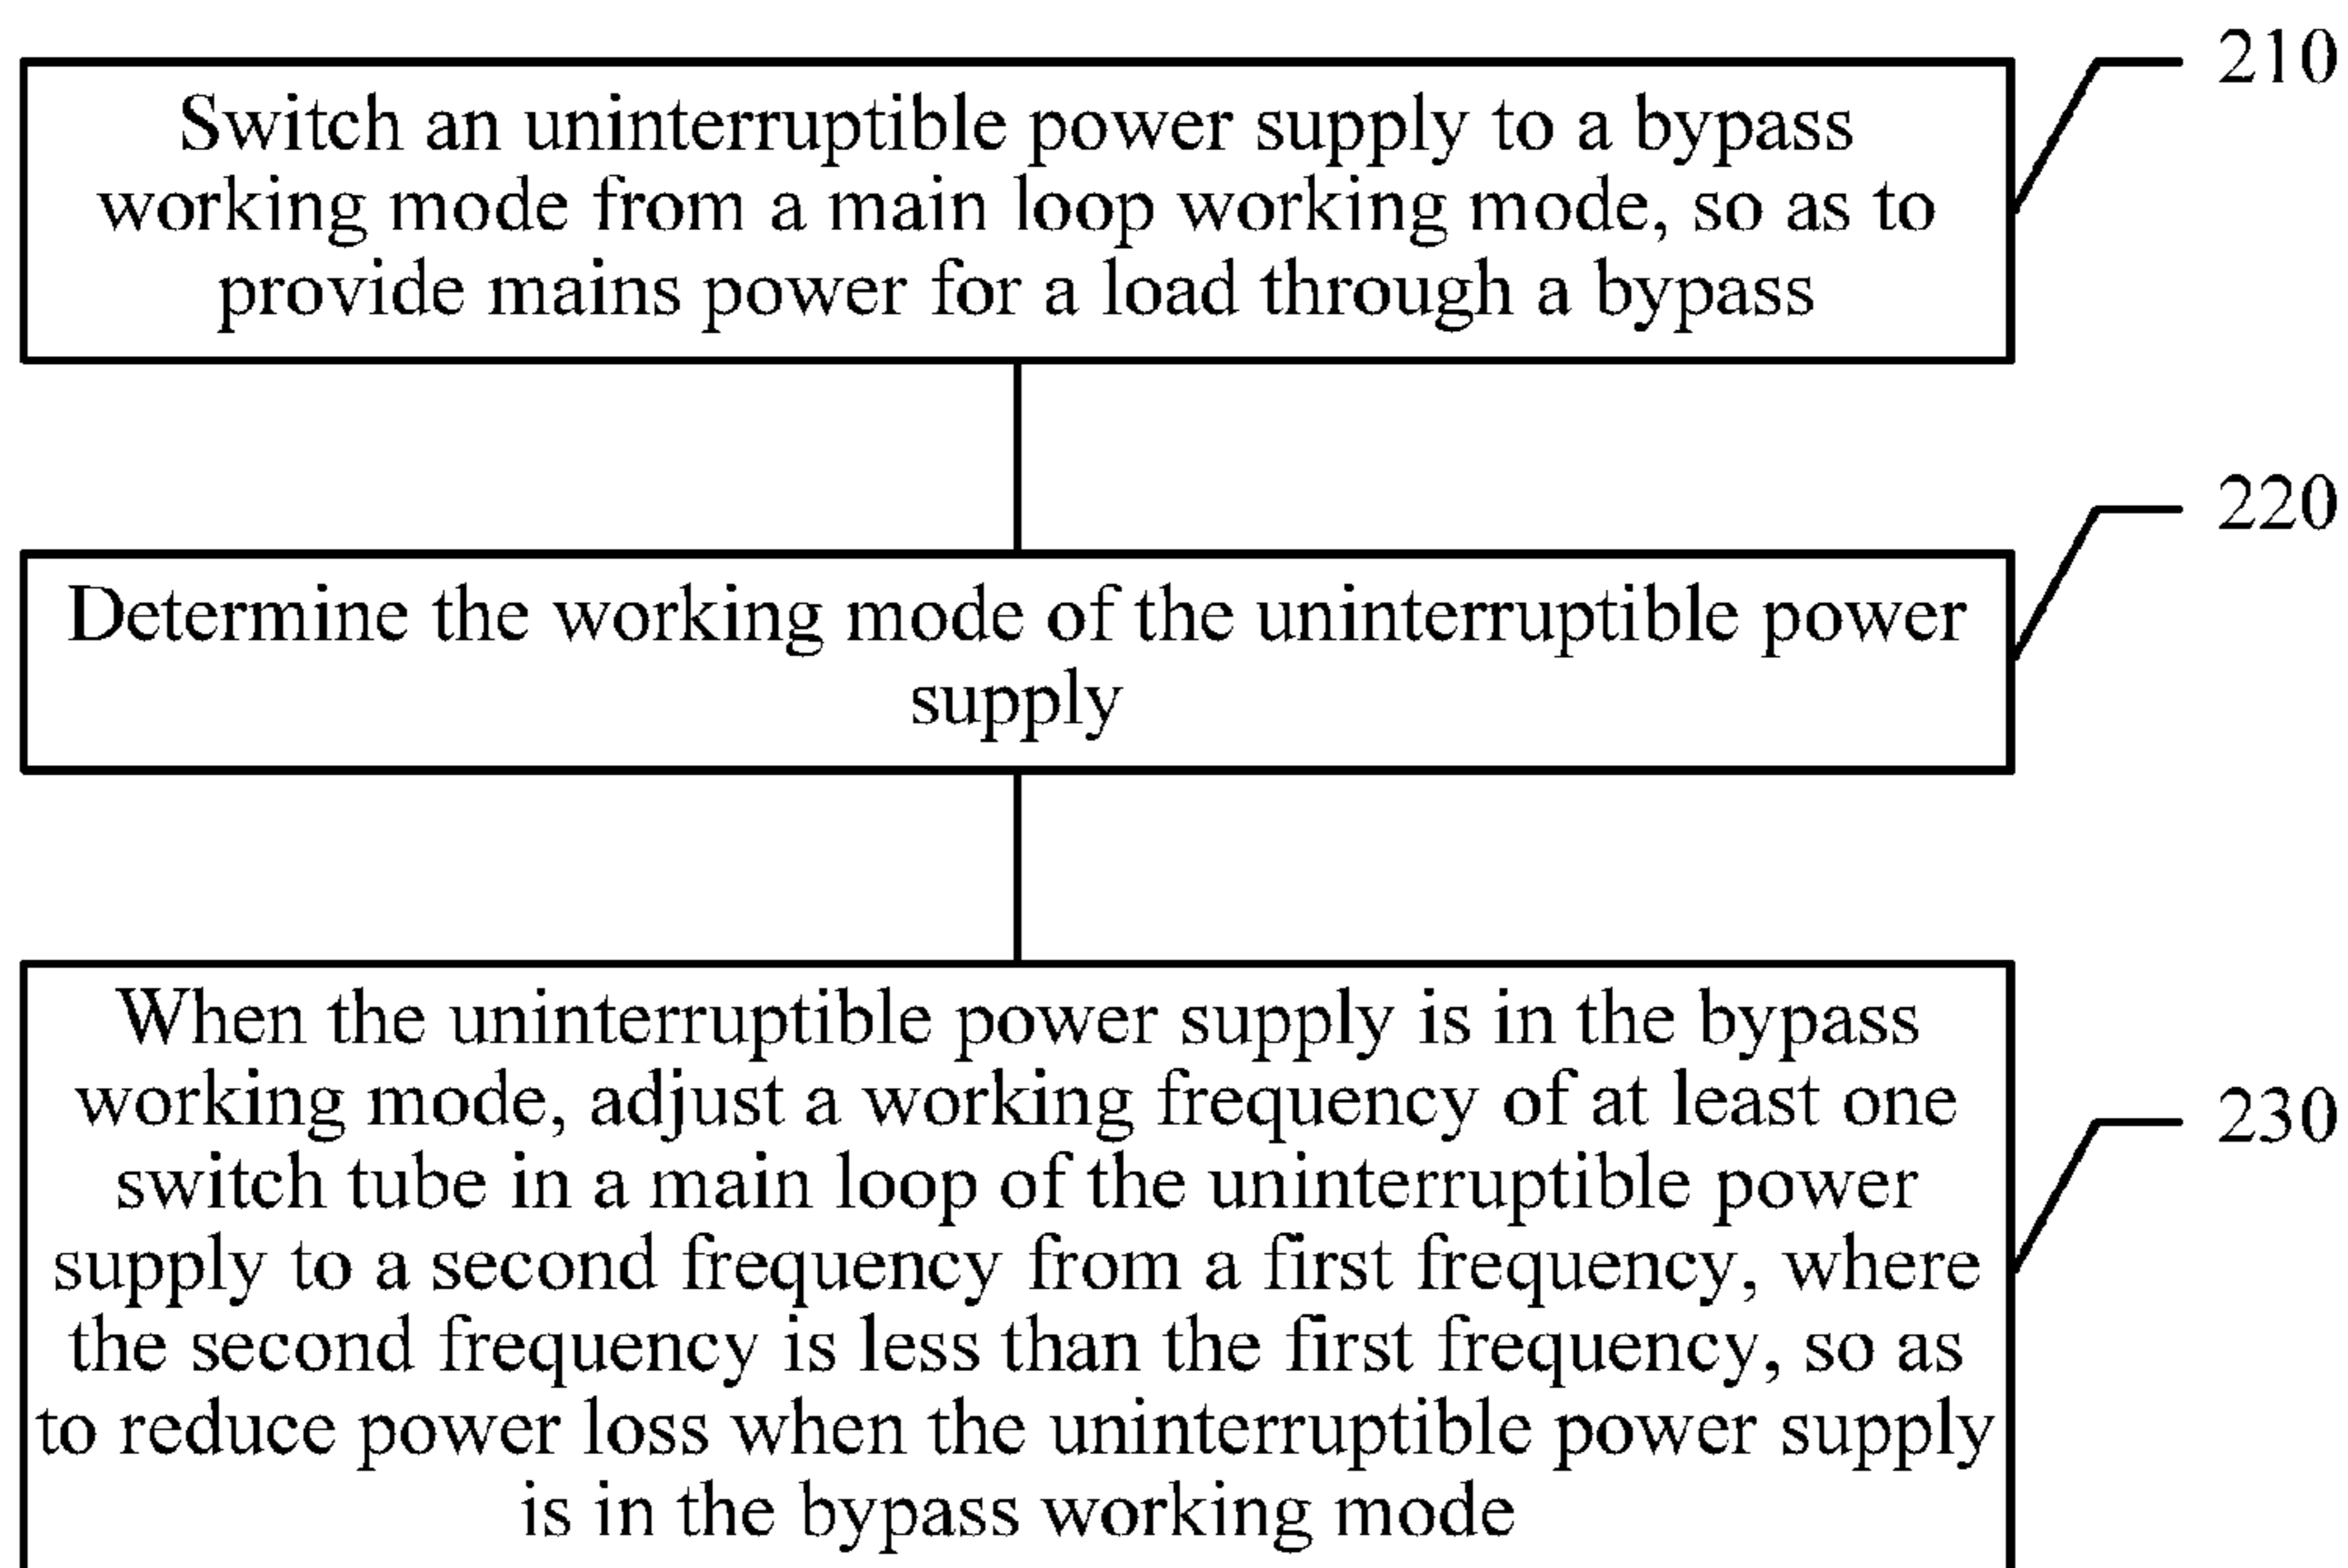 210
Switch an uninterruptible power supply to a bypass
working mode from a main loop working mode, so as to
provide mains power for a load through a bypass
220
Determine the working mode of the uninterruptible power
supply
When the uninterruptible power supply is in the bypass
working mode, adjust a working frequency of at least one
230
switch tube in a main loop of the uninterruptible power
supply to a second frequency from a first frequency, where
the second frequency is less than the first frequency, so as
to reduce power loss when the uninterruptible power supply
is in the bypass working mode